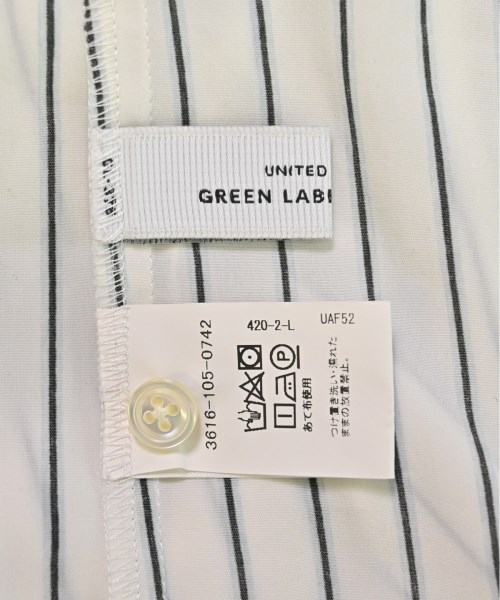 UNITED
GREEN LABE
3616-105-0742
420-2-L
UAF52
P
あて布使用
つけ置き洗い・濡れた
ままの放置禁止。